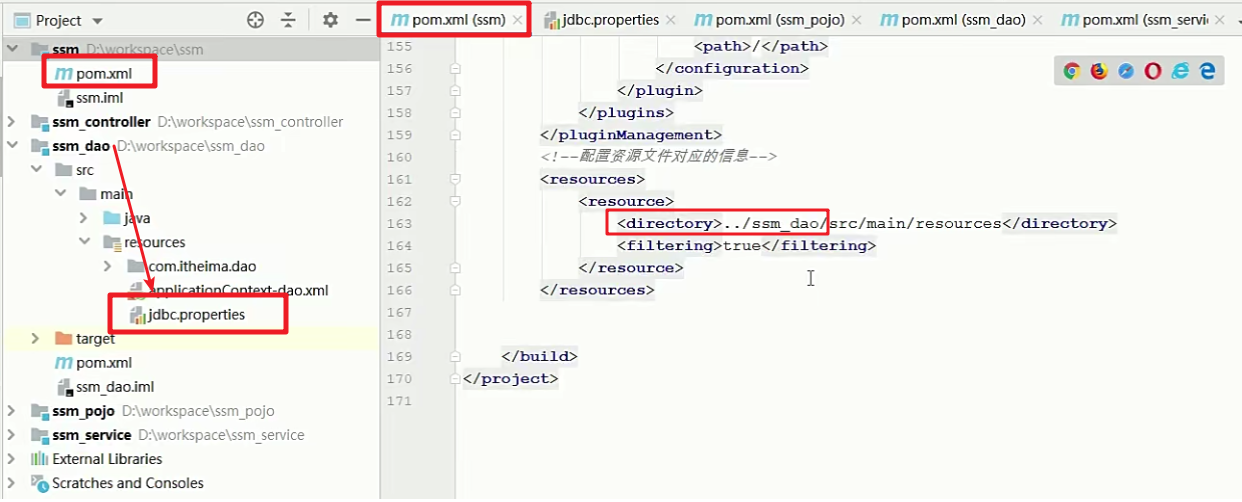 Project
pom.xml (ssm)
jdbc.properties
pom.xml (ssm_pojo)
pom.xml (ssm_dao)
pom.xml (ssm_servi
ssm D:\workspace\ssm
pom.xml
ssm.iml
ssm_controller D:\workspace\ssm_controller
ssm_dao D:\workspace\ssm_dao
src
main
java
resources
com.itheima.dao
applicationContext-dao.xml
jdbc.properties
target
pom.xml
ssm_dao.iml
ssm_pojo D:\workspace\ssm_pojo
ssm_service D:\workspace\ssm_service
External Libraries
Scratches and Consoles
155 <path>/</path>
156 </configuration>
157 </plugin>
158 </plugins>
159 </pluginManagement>
160 <!--配置资源文件对应的信息-->
161 <resources>
162 <resource>
163 <directory>../ssm_dao/src/main/resources</directory>
164 <filtering>true</filtering>
165 </resource>
166 </resources>
167
168
169 </build>
170 </project>
171